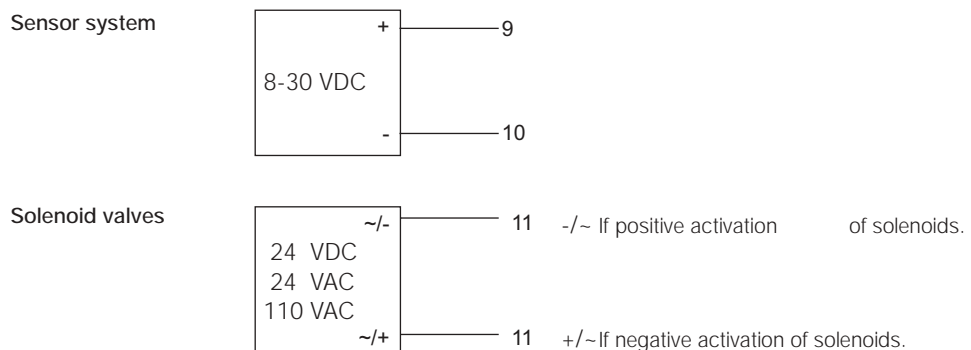 Sensor system
+
9
8-30 VDC
-
10
Solenoid valves
~/-
11 -/~ If positive activation of solenoids.
24 VDC
24 VAC
110 VAC
~/+
11 +/~If negative activation of solenoids.